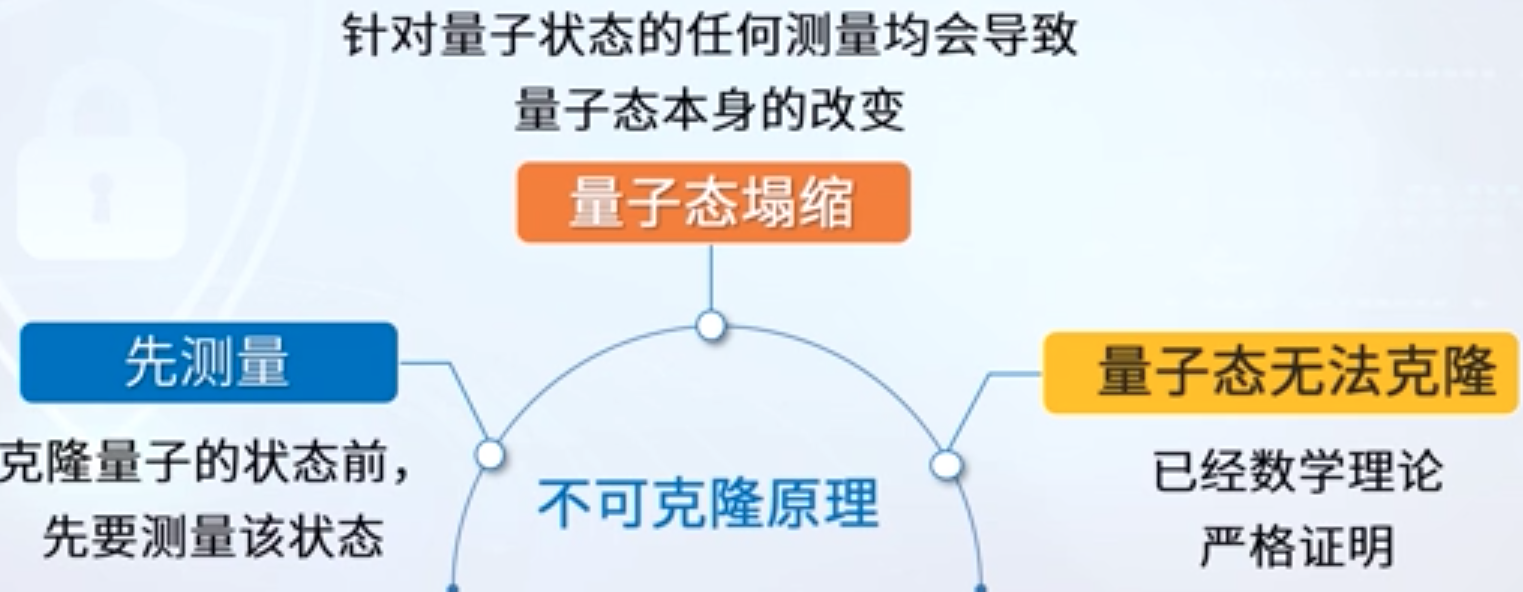 针对量子状态的任何测量均会导致
量子态本身的改变
量子态塌缩
先测量
克隆量子的状态前，
先要测量该状态
不可克隆原理
量子态无法克隆
已经数学理论
严格证明